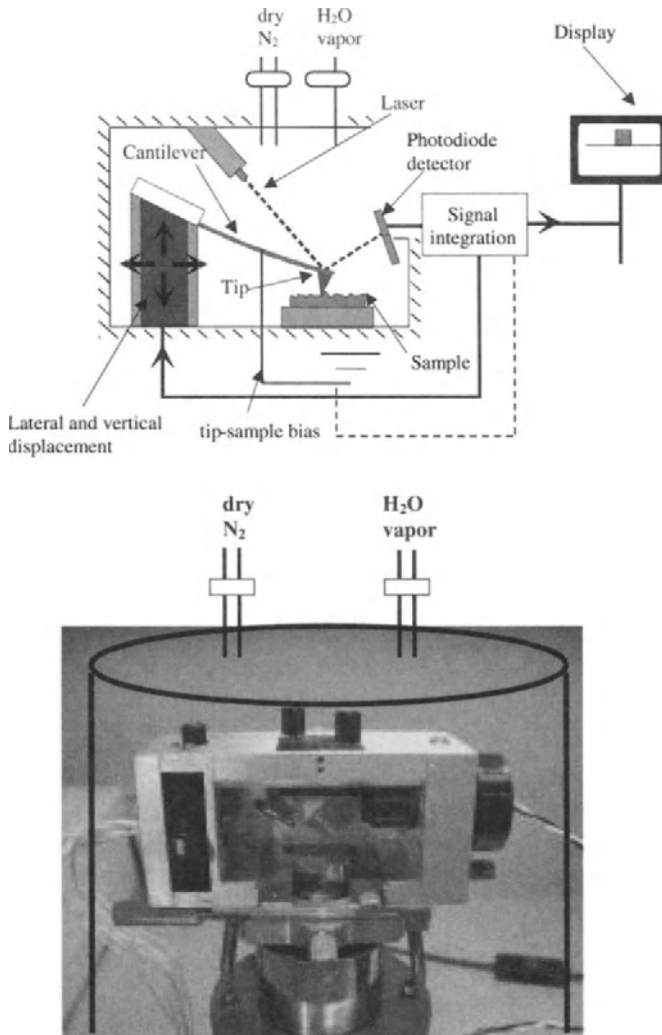 dry
N₂
H₂O
vapor
Display
Laser
Photodiode
detector
Cantilever
Signal
integration
Tip
Sample
Lateral and vertical
displacement
tip-sample bias
dry
N₂
H₂O
vapor